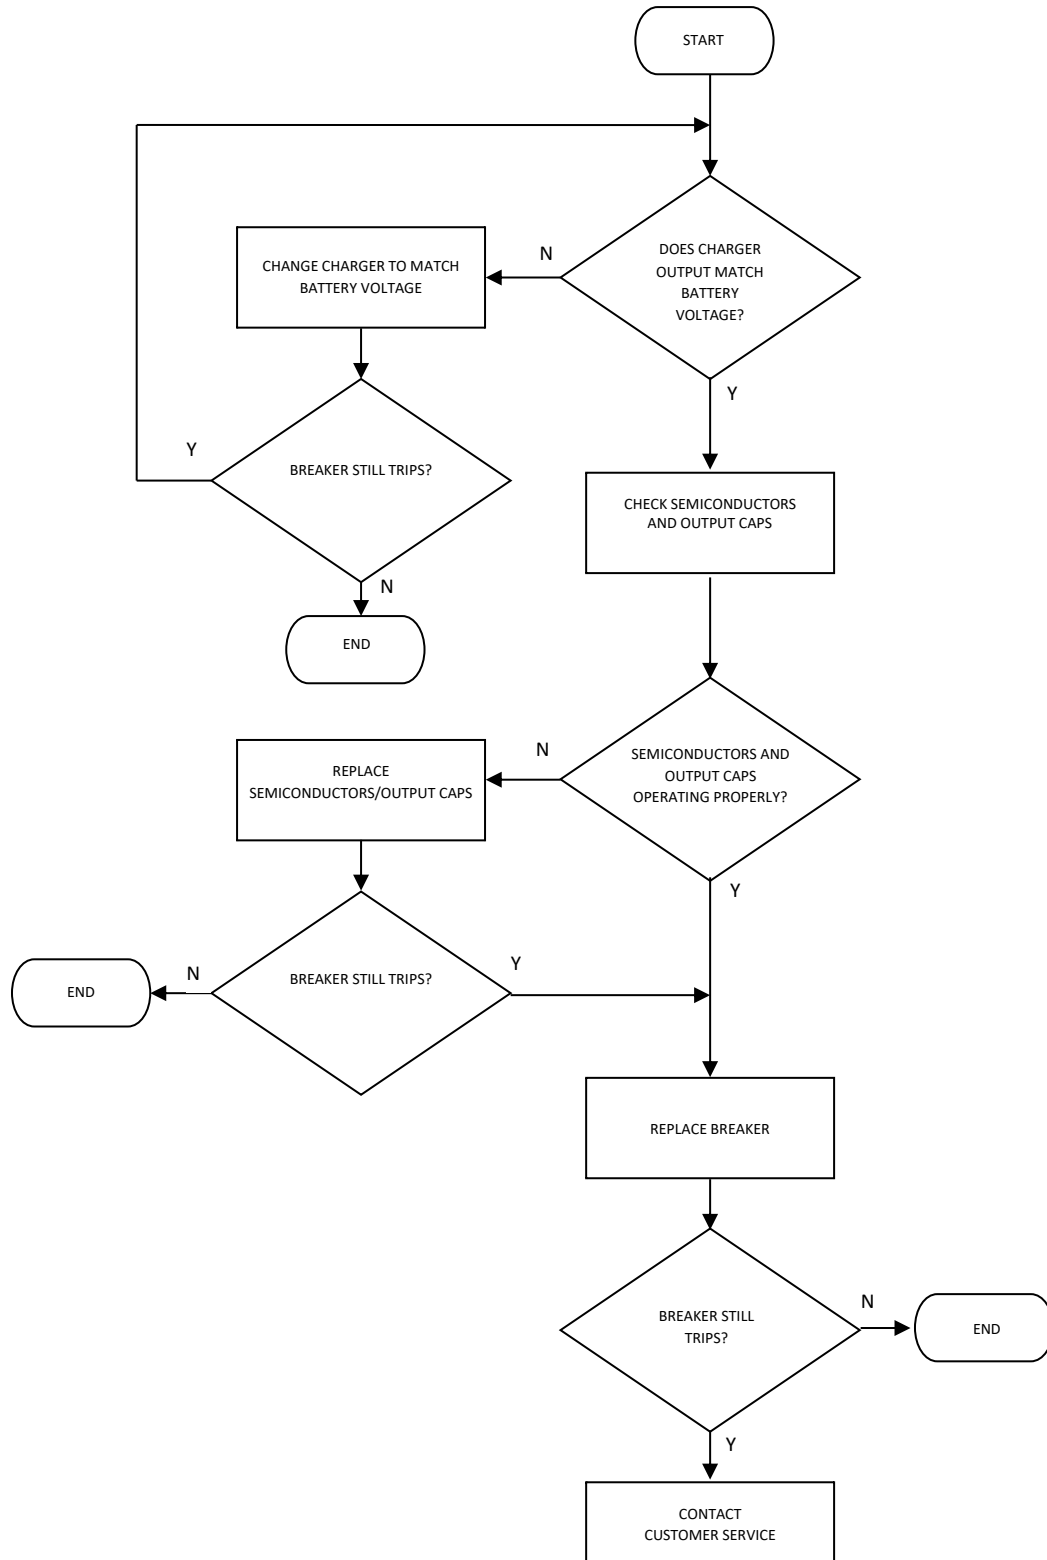 START
DOES CHARGER
OUTPUT MATCH
BATTERY
VOLTAGE?
N
CHANGE CHARGER TO MATCH
BATTERY VOLTAGE
Y
Y
BREAKER STILL TRIPS?
CHECK SEMICONDUCTORS
AND OUTPUT CAPS
N
END
SEMICONDUCTORS AND
OUTPUT CAPS
OPERATING PROPERLY?
N
REPLACE
SEMICONDUCTORS/OUTPUT CAPS
Y
BREAKER STILL TRIPS?
Y
N
END
REPLACE BREAKER
BREAKER STILL
TRIPS?
N
END
Y
CONTACT
CUSTOMER SERVICE